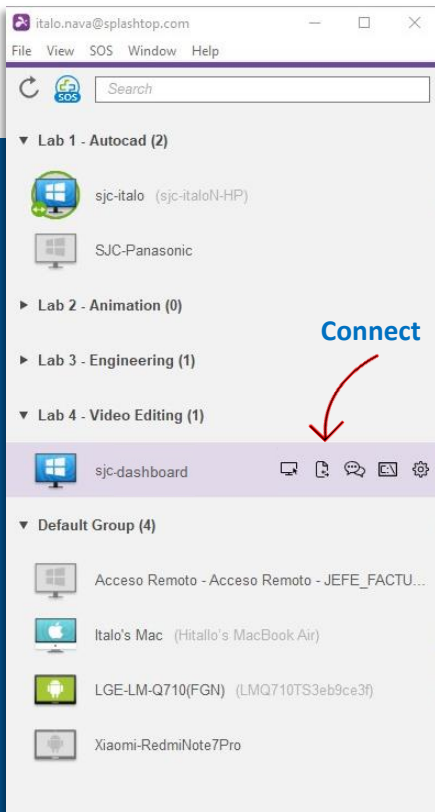 italo.nava@splashtop.com
File View SOS Window Help
SOS Search
Lab 1 - Autocad (2)
sjc-italo (sjc-italoN-HP)
SJC-Panasonic
Lab 2 - Animation (0)
Connect
Lab 3 - Engineering (1)
Lab 4 - Video Editing (1)
sjc-dashboard C:\
Default Group (4)
Acceso Remoto - Acceso Remoto - JEFE_FACTU...
Italo's Mac (Hitallo's MacBook Air)
LGE-LM-Q710(FGN) (LMQ710TS3eb9ce3f)
Xiaomi-RedmiNote7Pro